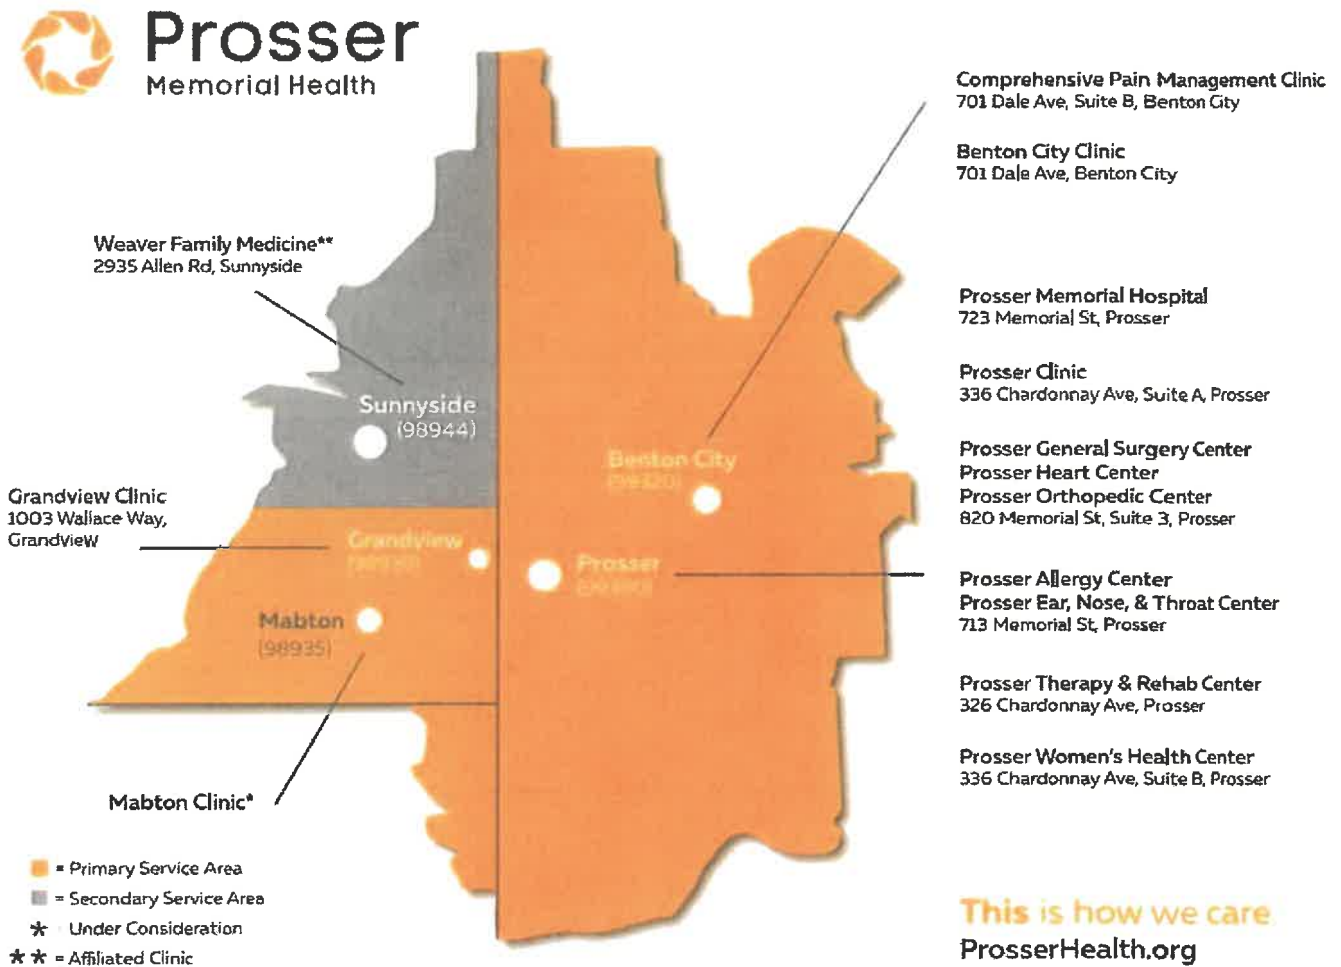 Prosser
Memorial Health
Comprehensive Pain Management Clinic
701 Dale Ave, Suite B, Benton City
Benton City Clinic
701 Dale Ave, Benton City
Weaver Family Medicine**
2935 Allen Rd, Sunnyside
Prosser Memorial Hospital
723 Memorial St, Prosser
Prosser Clinic
336 Chardonnay Ave, Suite A, Prosser
Sunnyside
(98944)
Benton City
(99320)
Prosser General Surgery Center
Prosser Heart Center
Prosser Orthopedic Center
820 Memorial St, Suite 3, Prosser
Grandview Clinic
1003 Wallace Way,
Grandview
Grandview
Prosser
Prosser Allergy Center
Prosser Ear, Nose, & Throat Center
713 Memorial St, Prosser
Mabton
(98935)
Prosser Therapy & Rehab Center
326 Chardonnay Ave, Prosser
Prosser Women's Health Center
336 Chardonnay Ave, Suite B, Prosser
Mabton Clinic*
= Primary Service Area
= Secondary Service Area
* Under Consideration
** = Affiliated Clinic
This is how we care
ProsserHealth.org